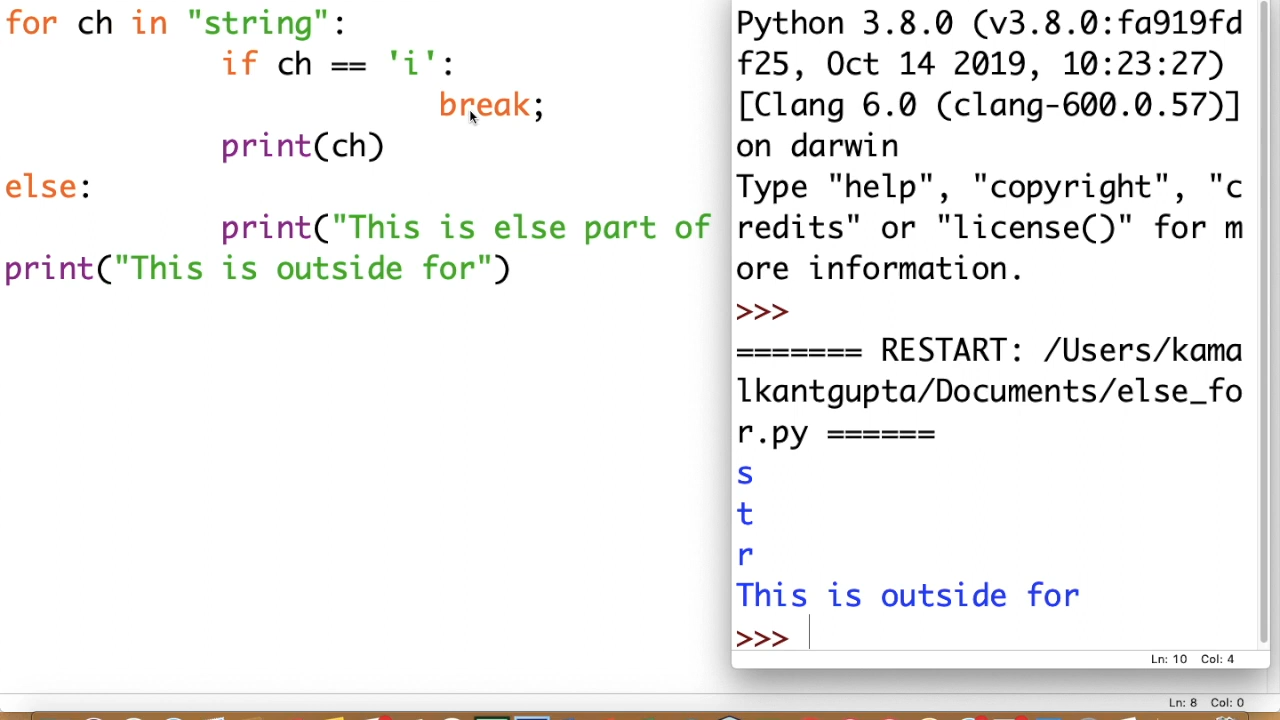 for ch in "string":
if ch == 'i':
break;
print(ch)
else:
print("This is else part of
print("This is outside for")
Python 3.8.0 (v3.8.0:fa919fd
f25, Oct 14 2019, 10:23:27)
[Clang 6.0 (clang-600.0.57)]
on darwin
Type "help", "copyright", "c
redits" or "license()" for m
ore information.
>>>
======= RESTART: /Users/kama
lkantgupta/Documents/else_fo
r.py ======
s
t
r
This is outside for
>>>
Ln: 10 Col: 4
Ln: 8 Col: 0